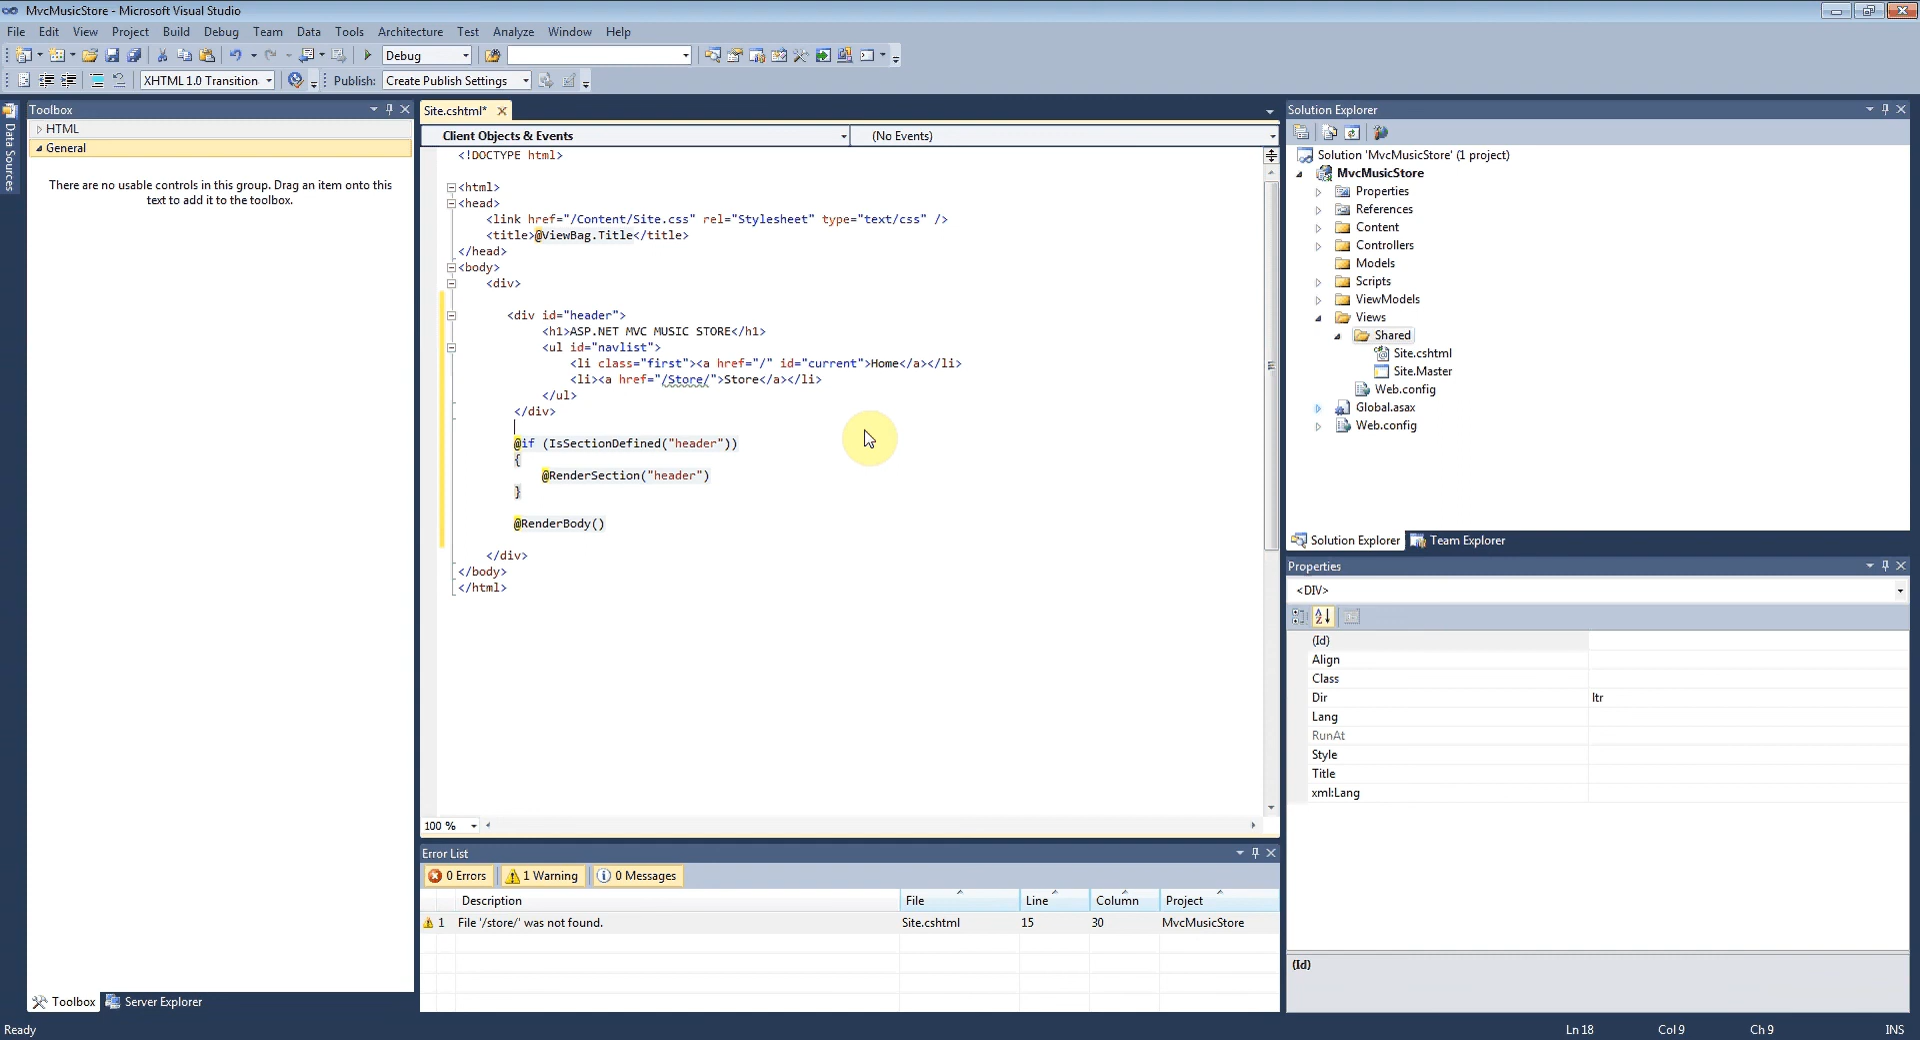 MvcMusicStore - Microsoft Visual Studio
File Edit View Project Build Debug Team Data Tools Architecture Test Analyze Window Help
Debug
XHTML 1.0 Transition Publish: Create Publish Settings
Data Sources
Toolbox
HTML
General
There are no usable controls in this group. Drag an item onto this
text to add it to the toolbox.
Toolbox Server Explorer
Site.cshtml*
Client Objects & Events (No Events)
<!DOCTYPE html>
<html>
<head>
<link href="/Content/Site.css" rel="Stylesheet" type="text/css" />
<title>@ViewBag.Title</title>
</head>
<body>
<div>
<div id="header">
<h1>ASP.NET MVC MUSIC STORE</h1>
<ul id="navlist">
<li class="first"><a href="/" id="current">Home</a></li>
<li><a href="/Store/">Store</a></li>
</ul>
</div>
@if (IsSectionDefined("header"))
{
@RenderSection("header")
}
@RenderBody()
</div>
</body>
</html>
100 %
Error List
0 Errors 1 Warning 0 Messages
Description File Line Column Project
1 File '/store/' was not found. Site.cshtml 15 30 MvcMusicStore
Solution Explorer
Solution 'MvcMusicStore' (1 project)
MvcMusicStore
Properties
References
Content
Controllers
Models
Scripts
ViewModels
Views
Shared
Site.cshtml
Site.Master
Web.config
Global.asax
Web.config
Solution Explorer Team Explorer
Properties
<DIV>
(Id)
Align
Class
Dir ltr
Lang
RunAt
Style
Title
xml:Lang
(Id)
Ready Ln 18 Col 9 Ch 9 INS